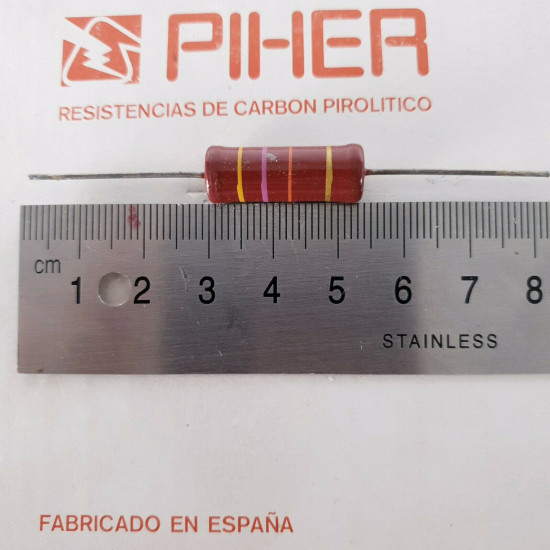 PIHER
RESISTENCIAS DE CARBON PIROLITICO
cm 1 2 3 4 5 6 7 8
STAINLESS
FABRICADO EN ESPAÑA